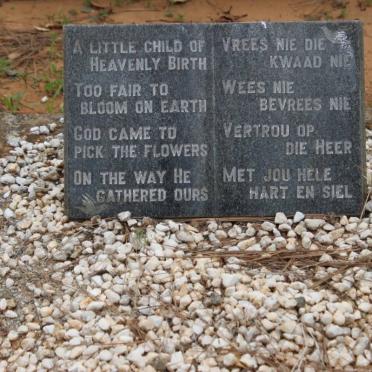 A little child of
Heavenly Birth
Too fair to
bloom on earth
God came to
pick the flowers
On the way He
gathered ours
Vrees nie die
kwaad nie
Wees nie
bevrees nie
Vertrou op
die Heer
Met jou hele
hart en siel